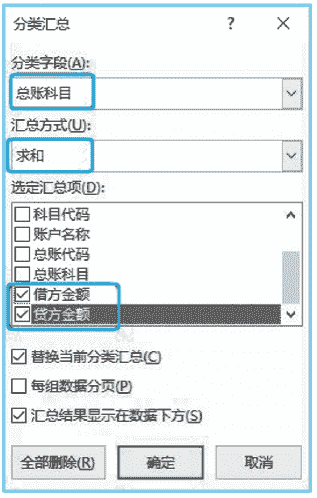 分类汇总 ?
分类字段(A):
总账科目
汇总方式(U):
求和
选定汇总项(D):
科目代码
账户名称
总账代码
总账科目
借方金额
贷方金额
替换当前分类汇总(C)
每组数据分页(P)
汇总结果显示在数据下方(S)
全部删除(R) 确定 取消